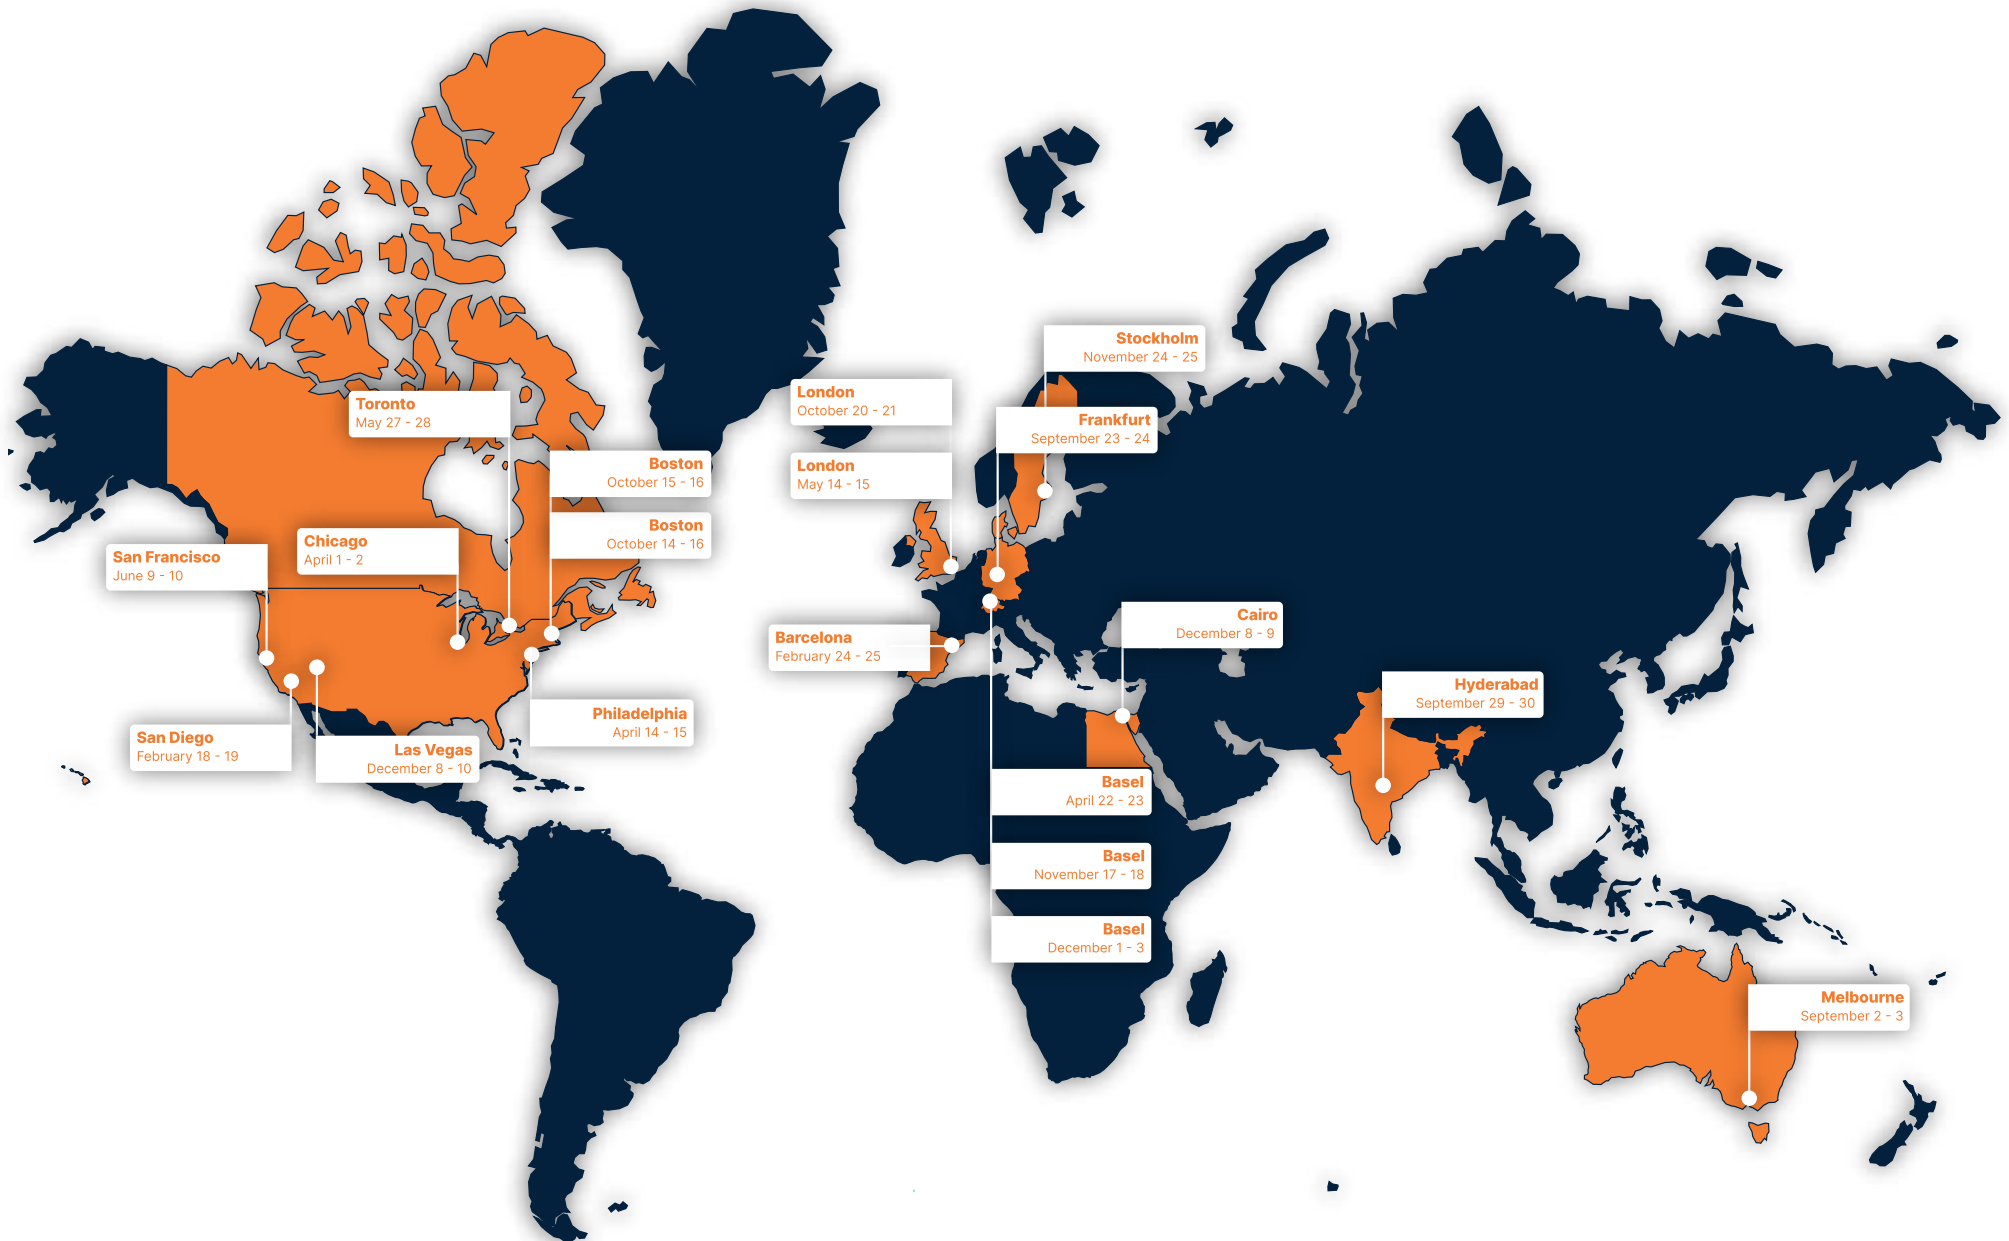 Stockholm
November 24 - 25
London
October 20 - 21
Toronto
May 27 - 28
Frankfurt
September 23 - 24
Boston
October 15 - 16
London
May 14 - 15
Boston
October 14 - 16
Chicago
April 1 - 2
San Francisco
June 9 - 10
Cairo
December 8 - 9
Barcelona
February 24 - 25
Hyderabad
September 29 - 30
Philadelphia
April 14 - 15
San Diego
February 18 - 19
Las Vegas
December 8 - 10
Basel
April 22 - 23
Basel
November 17 - 18
Basel
December 1 - 3
Melbourne
September 2 - 3